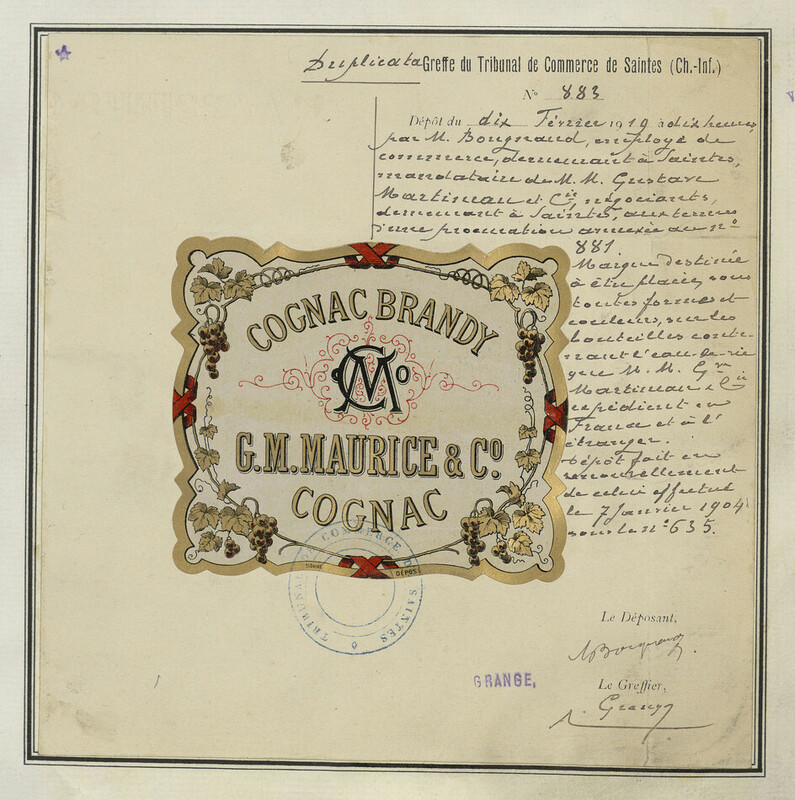 Duplicata Greffe du Tribunal de Commerce de Saintes (Ch.-Inf.)
N° 883
Dépôt du dix Février 1919 à dix heures,
par M. Bougnaud, employé de
commerce, demeurant à Saintes,
mandataire de M.M. Gustave
Martineau et Cie, négociants,
demeurant à Saintes, aux termes
d'une procuration annexée au n°
881
Marque destinée
à être placée, sous
toutes formes et
couleurs, sur les
bouteilles conte-
nant l'eau-de-vie
que M.M. Gve
Martineau & Cie
expédient en
France et à l'
étranger.
Dépôt fait en
renouvellement
de celui effectué
le 7 Janvier 1904
sous le n° 635.
COGNAC BRANDY
G.M. MAURICE & Co
COGNAC
DÉPOSÉ
TRIBUNAL DE COMMERCE DE SAINTES
Le Déposant,
GRANGE,
Le Greffier,
Grange